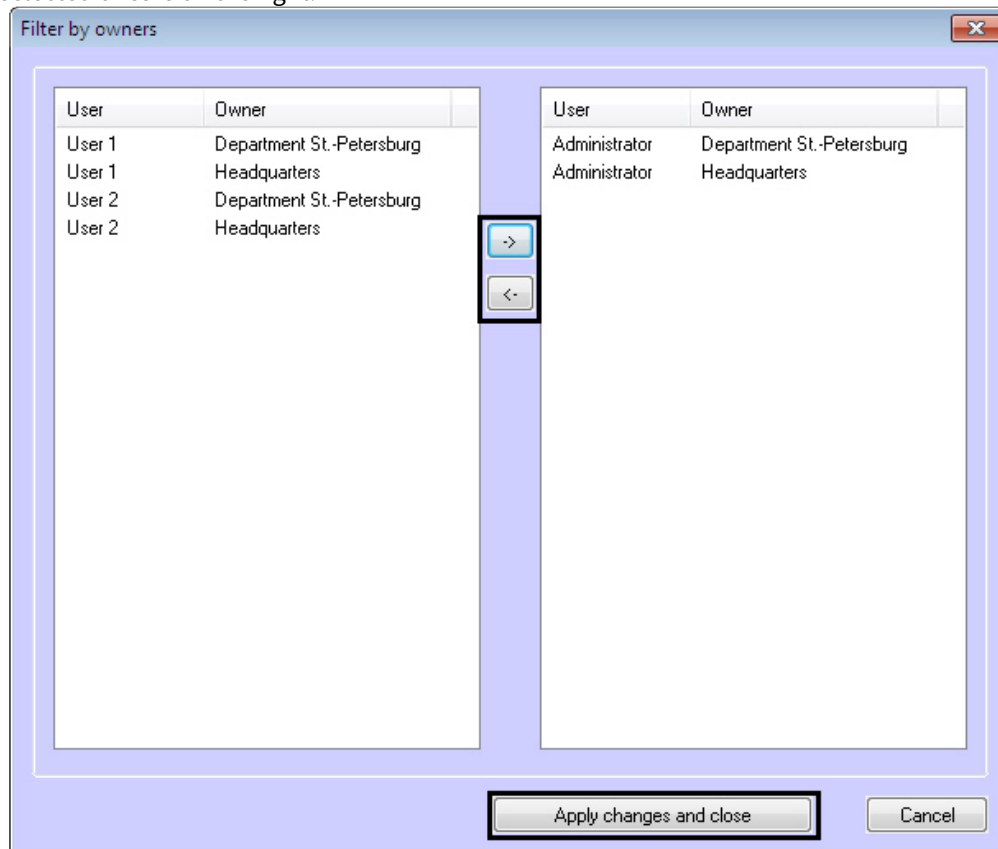 Filter by owners
User Owner
User 1 Department St.-Petersburg
User 1 Headquarters
User 2 Department St.-Petersburg
User 2 Headquarters
->
<-
User Owner
Administrator Department St.-Petersburg
Administrator Headquarters
Apply changes and close
Cancel